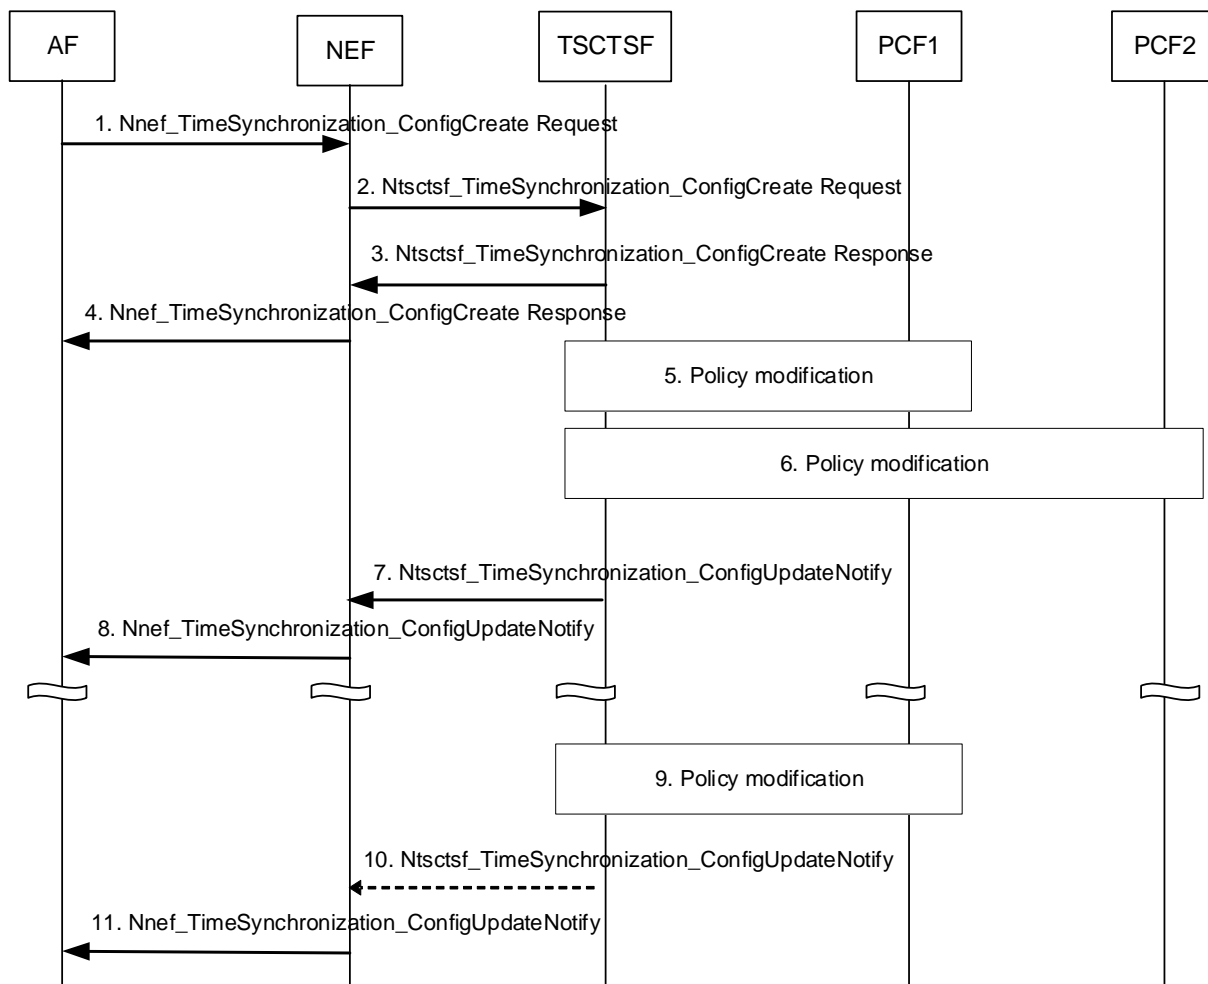 AF
NEF
TSCTSF
PCF1
PCF2
1. Nnef_TimeSynchronization_ConfigCreate Request
2. Ntsctsf_TimeSynchronization_ConfigCreate Request
3. Ntsctsf_TimeSynchronization_ConfigCreate Response
4. Nnef_TimeSynchronization_ConfigCreate Response
5. Policy modification
6. Policy modification
7. Ntsctsf_TimeSynchronization_ConfigUpdateNotify
8. Nnef_TimeSynchronization_ConfigUpdateNotify
9. Policy modification
10. Ntsctsf_TimeSynchronization_ConfigUpdateNotify
11. Nnef_TimeSynchronization_ConfigUpdateNotify